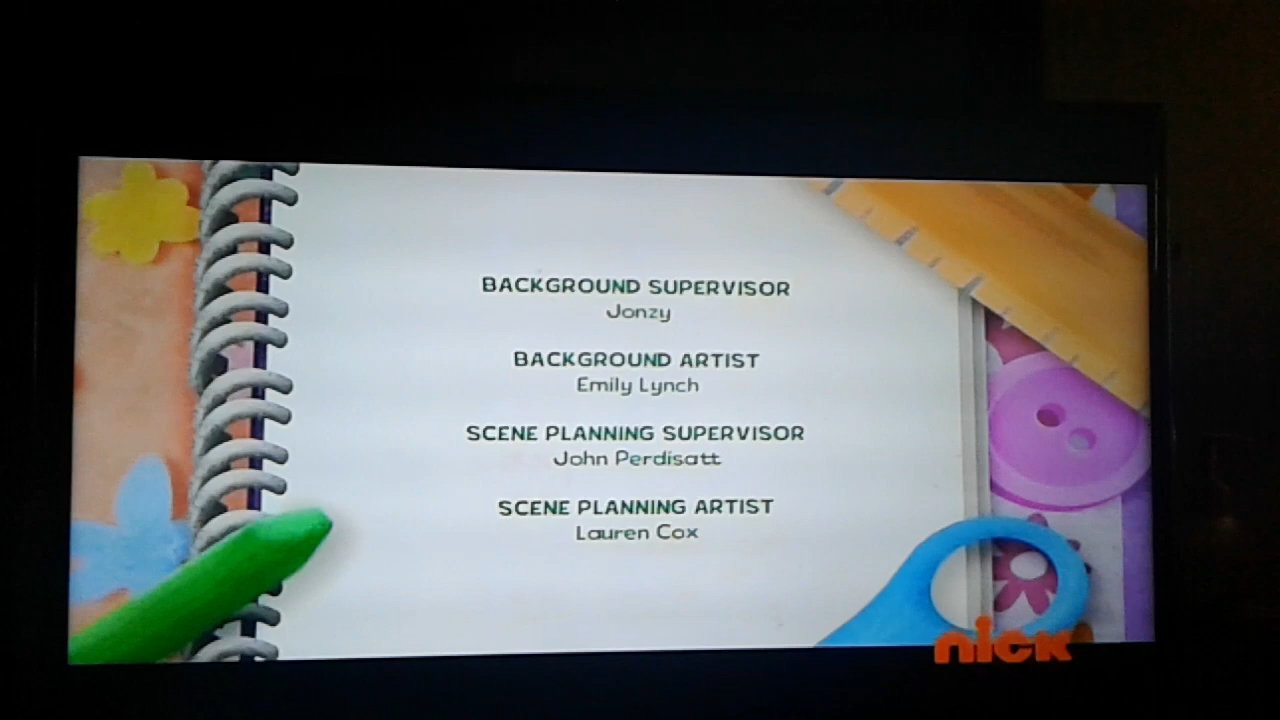 BACKGROUND SUPERVISOR
Jonzy
BACKGROUND ARTIST
Emily Lynch
SCENE PLANNING SUPERVISOR
John Perdisatt
SCENE PLANNING ARTIST
Lauren Cox
nick